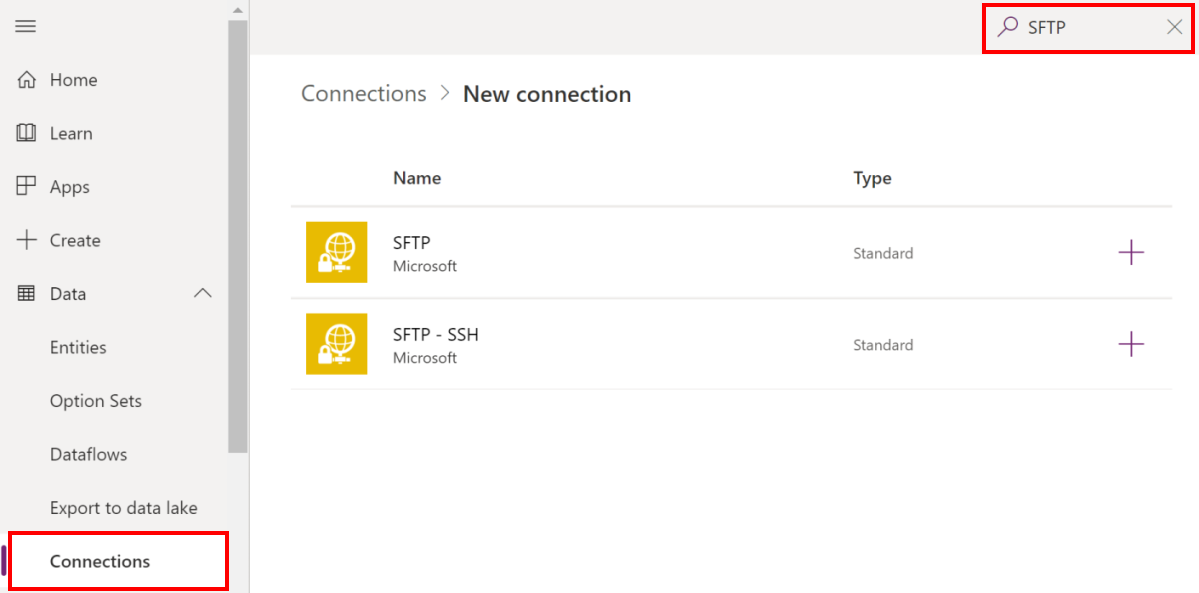 SFTP
Home
Learn
Apps
Create
Data
Entities
Option Sets
Dataflows
Export to data lake
Connections
Connections > New connection
Name Type
SFTP
Microsoft
Standard
SFTP - SSH
Microsoft
Standard